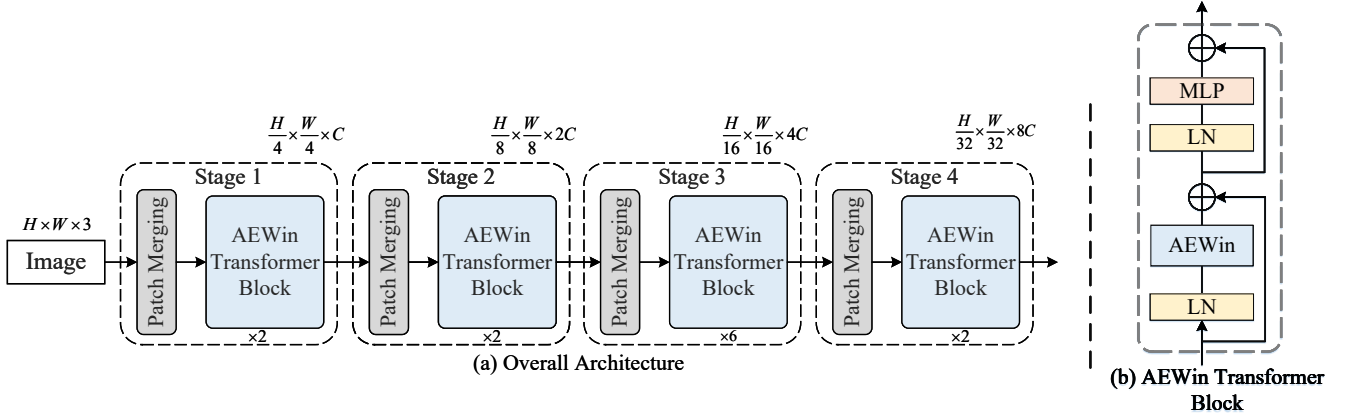 H×W×3
Image
H/4×W/4×C
Stage 1
Patch Merging
AEWin
Transformer
Block
×2
H/8×W/8×2C
Stage 2
Patch Merging
AEWin
Transformer
Block
×2
H/16×W/16×4C
Stage 3
Patch Merging
AEWin
Transformer
Block
×6
H/32×W/32×8C
Stage 4
Patch Merging
AEWin
Transformer
Block
×2
(a) Overall Architecture
MLP
LN
AEWin
LN
(b) AEWin Transformer
Block